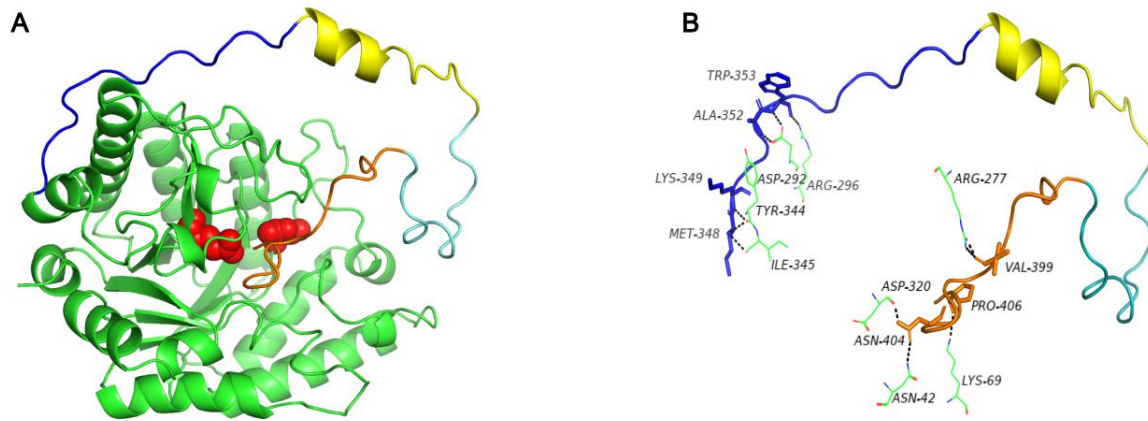 A
B
TRP-353
ALA-352
LYS-349
ASP-292
ARG-296
TYR-344
MET-348
ILE-345
ARG-277
VAL-399
ASP-320
PRO-406
ASN-404
LYS-69
ASN-42